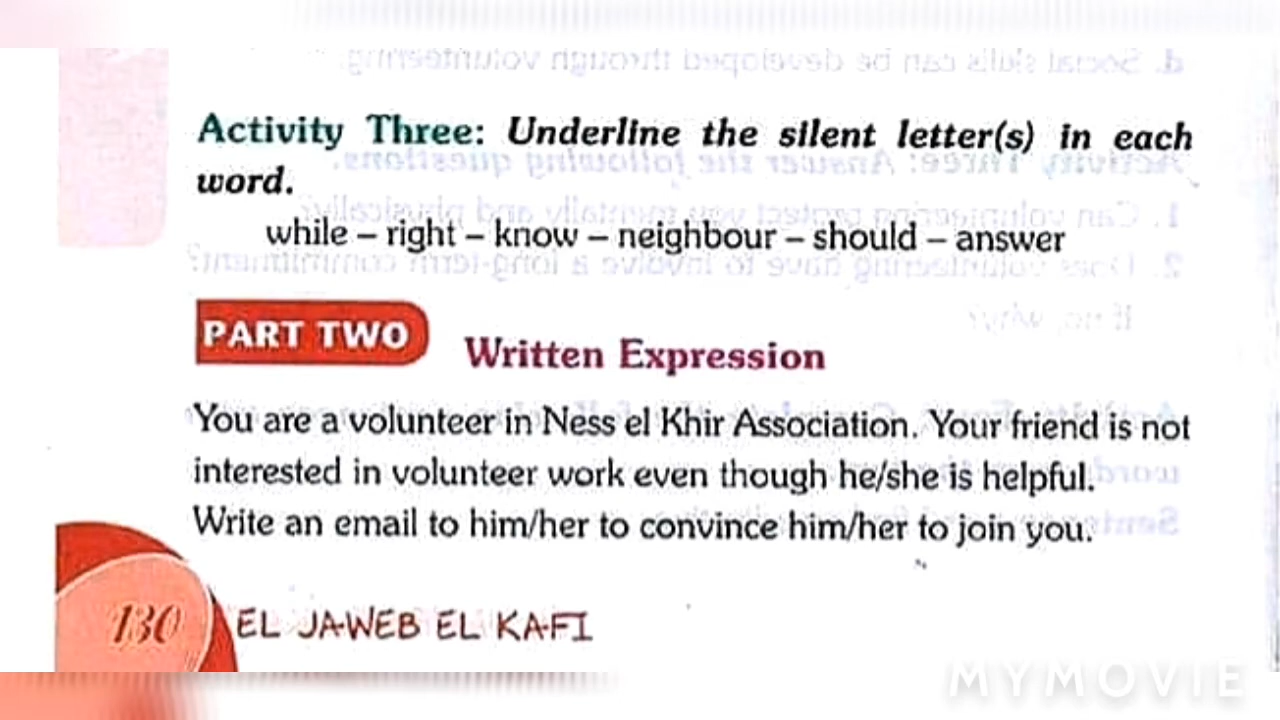 Activity Three: Underline the silent letter(s) in each
word.
while – right – know – neighbour – should – answer
PART TWO
Written Expression
You are a volunteer in Ness el Khir Association. Your friend is not
interested in volunteer work even though he/she is helpful.
Write an email to him/her to convince him/her to join you.
130
EL JAWEB EL KAFI
MYMOVIE